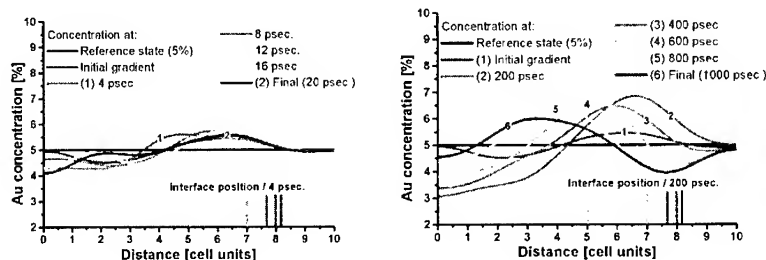 Concentration at:
Reference state (5%)
Initial gradient
(1) 4 psec
8 psec.
12 psec.
16 psec
(2) Final (20 psec.)
Au concentration [%]
10
9
8
7
6
5
4
3
2
1
2
Interface position / 4 psec.
0 1 2 3 4 5 6 7 8 9 10
Distance [cell units]
Concentration at:
Reference state (5%)
(1) Initial gradient
(2) 200 psec
(3) 400 psec
(4) 600 psec
(5) 800 psec
(6) Final (1000 psec)
Au concentration [%]
10
9
8
7
6
5
4
3
2
6
5
4
3
2
1
Interface position / 200 psec.
0 1 2 3 4 5 6 7 8 9 10
Distance [cell units]